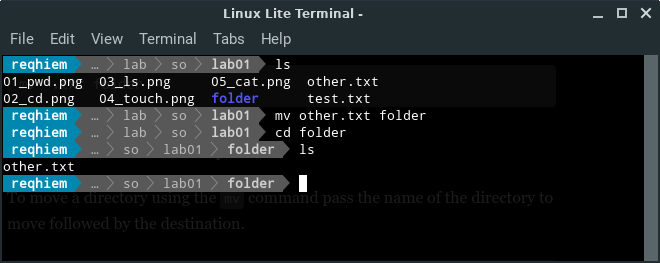 Linux Lite Terminal -
File Edit View Terminal Tabs Help
reqhiem … lab so lab01 ls
01_pwd.png 03_ls.png 05_cat.png other.txt
02_cd.png 04_touch.png folder test.txt
reqhiem … lab so lab01 mv other.txt folder
reqhiem … lab so lab01 cd folder
reqhiem … so lab01 folder ls
other.txt
reqhiem … so lab01 folder
To move a directory using the mv command pass the name of the directory to
move followed by the destination.